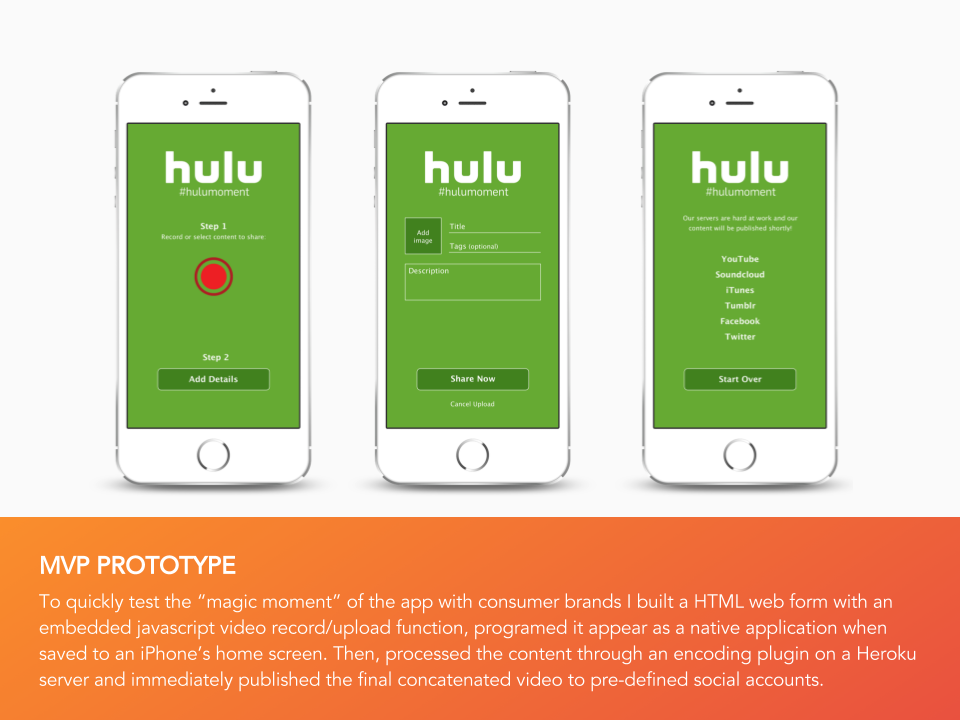 hulu
#hulumoment
Step 1
Record or select content to share.
Step 2
Add Details
hulu
#hulumoment
Add
image
Title
Tags (optional)
Description
Share Now
Cancel Upload
hulu
#hulumoment
Our servers are hard at work and our
content will be published shortly!
YouTube
Soundcloud
iTunes
Tumblr
Facebook
Twitter
Start Over
MVP PROTOTYPE
To quickly test the “magic moment” of the app with consumer brands I built a HTML web form with an
embedded javascript video record/upload function, programed it appear as a native application when
saved to an iPhone’s home screen. Then, processed the content through an encoding plugin on a Heroku
server and immediately published the final concatenated video to pre-defined social accounts.